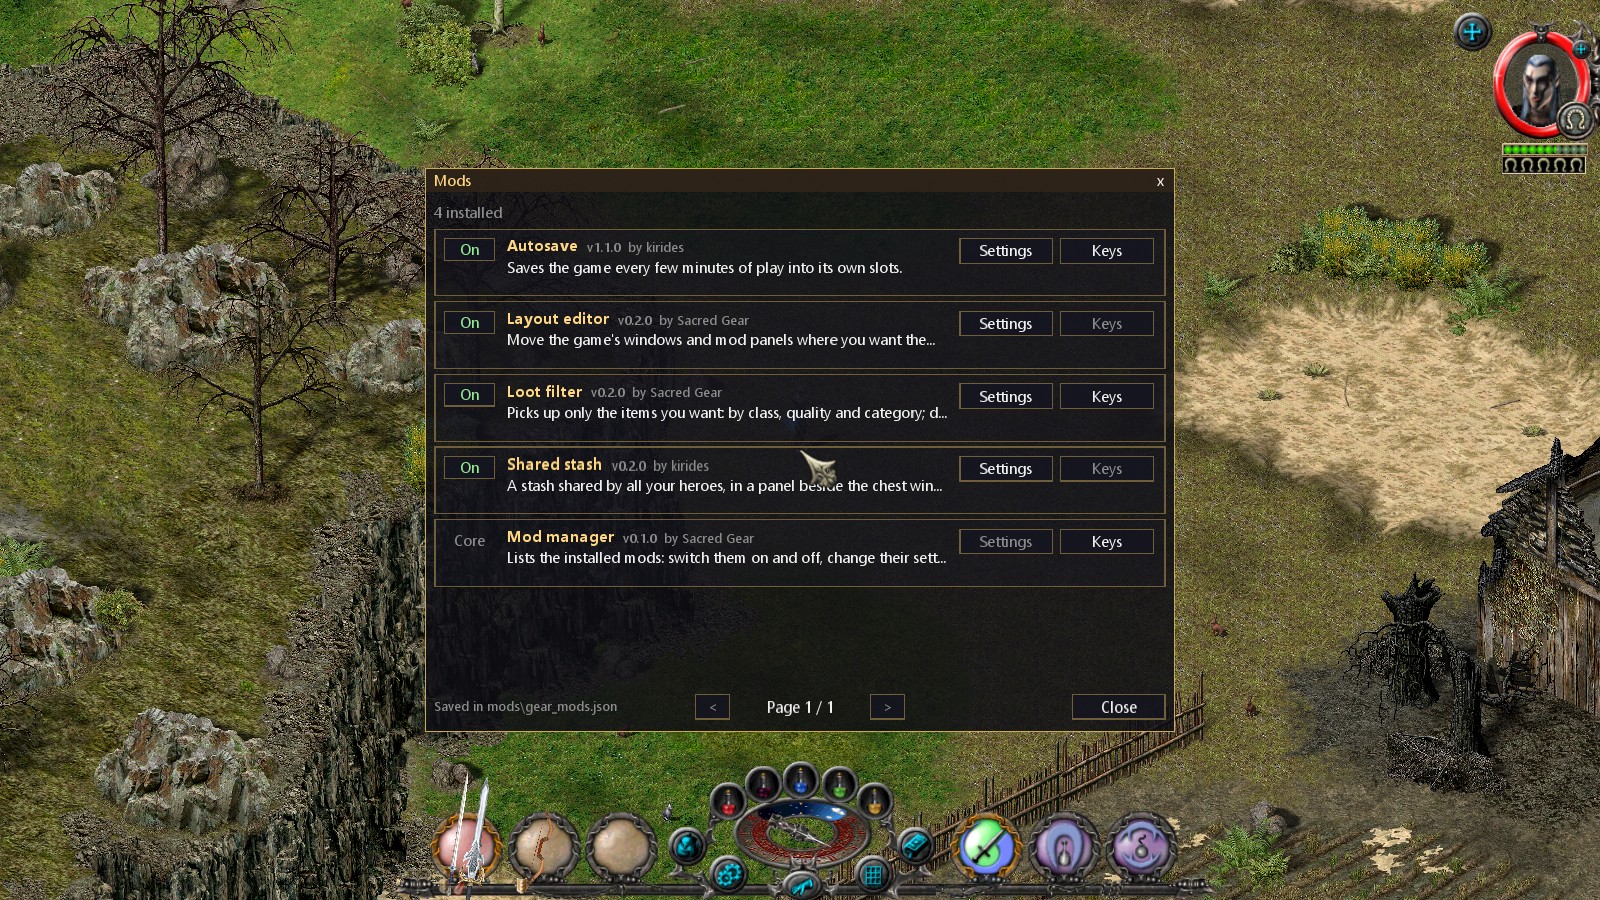 Mods x
4 installed
On Autosave v1.1.0 by kirides Settings Keys
Saves the game every few minutes of play into its own slots.
On Layout editor v0.2.0 by Sacred Gear Settings Keys
Move the game's windows and mod panels where you want the...
On Loot filter v0.2.0 by Sacred Gear Settings Keys
Picks up only the items you want: by class, quality and category; d...
On Shared stash v0.2.0 by kirides Settings Keys
A stash shared by all your heroes, in a panel beside the chest win...
Core Mod manager v0.1.0 by Sacred Gear Settings Keys
Lists the installed mods: switch them on and off, change their sett...
Saved in mods\gear_mods.json < Page 1 / 1 > Close